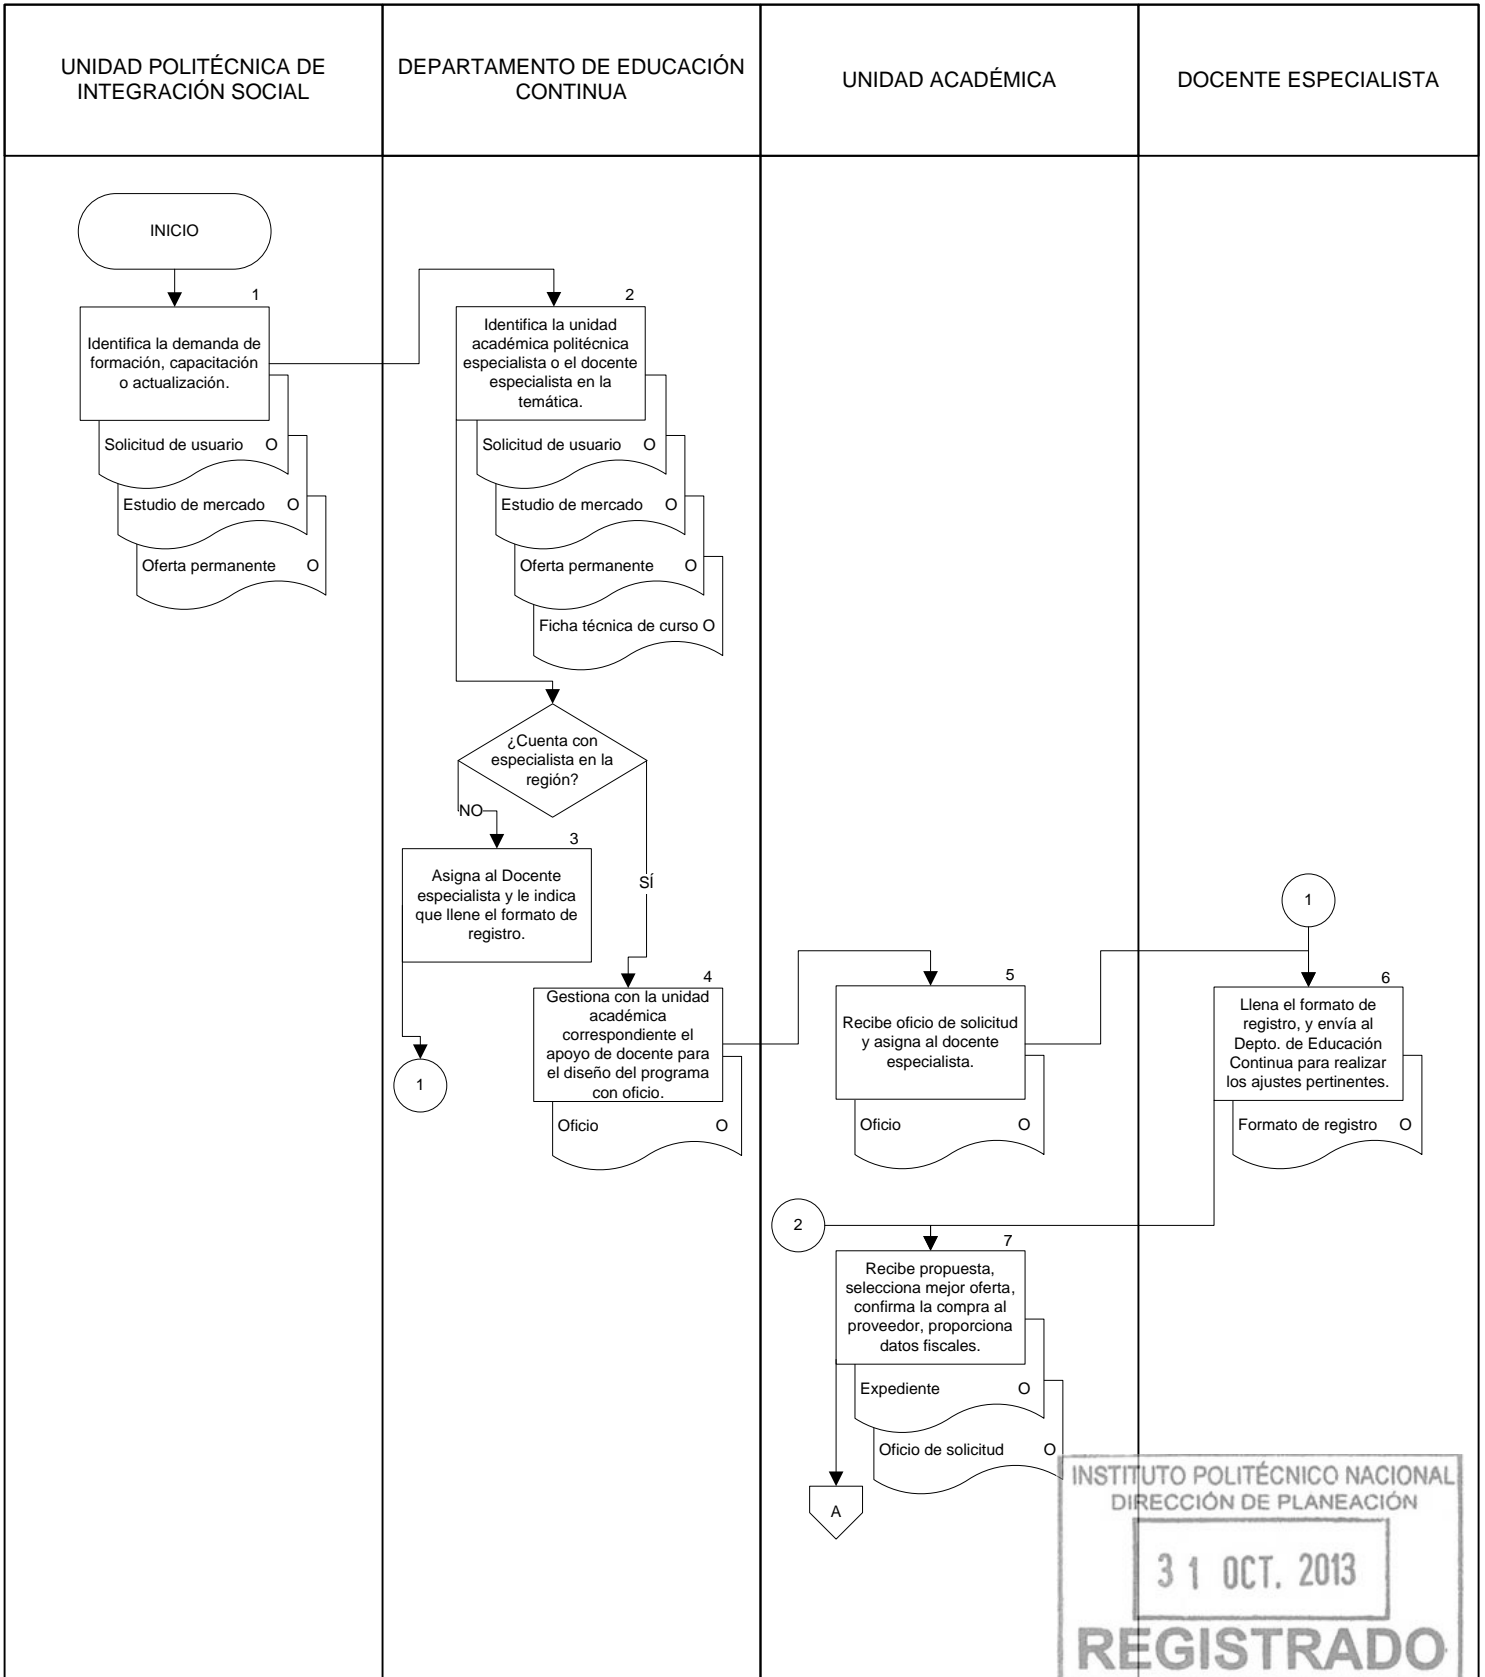 UNIDAD POLITÉCNICA DE
INTEGRACIÓN SOCIAL
DEPARTAMENTO DE EDUCACIÓN
CONTINUA
UNIDAD ACADÉMICA
DOCENTE ESPECIALISTA
INICIO
1
Identifica la demanda de
formación, capacitación
o actualización.
Solicitud de usuario O
Estudio de mercado O
Oferta permanente O
2
Identifica la unidad
académica politécnica
especialista o el docente
especialista en la
temática.
Solicitud de usuario O
Estudio de mercado O
Oferta permanente O
Ficha técnica de curso O
¿Cuenta con
especialista en la
región?
NO
SÍ
3
Asigna al Docente
especialista y le indica
que llene el formato de
registro.
1
4
Gestiona con la unidad
académica
correspondiente el
apoyo de docente para
el diseño del programa
con oficio.
Oficio O
5
Recibe oficio de solicitud
y asigna al docente
especialista.
Oficio O
1
6
Llena el formato de
registro, y envía al
Depto. de Educación
Continua para realizar
los ajustes pertinentes.
Formato de registro O
2
7
Recibe propuesta,
selecciona mejor oferta,
confirma la compra al
proveedor, proporciona
datos fiscales.
Expediente O
Oficio de solicitud O
A
INSTITUTO POLITÉCNICO NACIONAL
DIRECCIÓN DE PLANEACIÓN
31 OCT. 2013
REGISTRADO